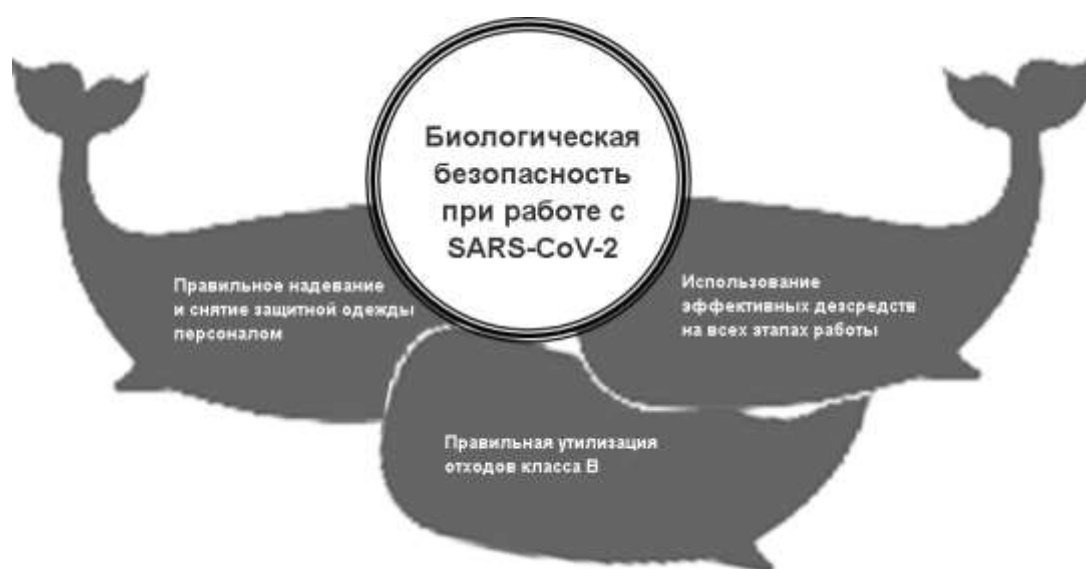 Биологическая
безопасность
при работе с
SARS-CoV-2
Правильное надевание
и снятие защитной одежды
персоналом
Использование
эффективных дезсредств
на всех этапах работы
Правильная утилизация
отходов класса В